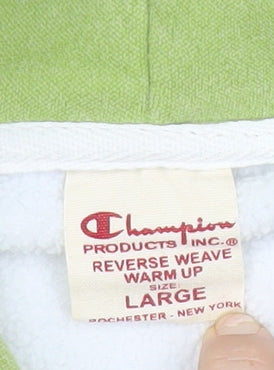 Champion
PRODUCTS INC.®
REVERSE WEAVE
WARM UP
SIZE:
LARGE
ROCHESTER - NEW YORK